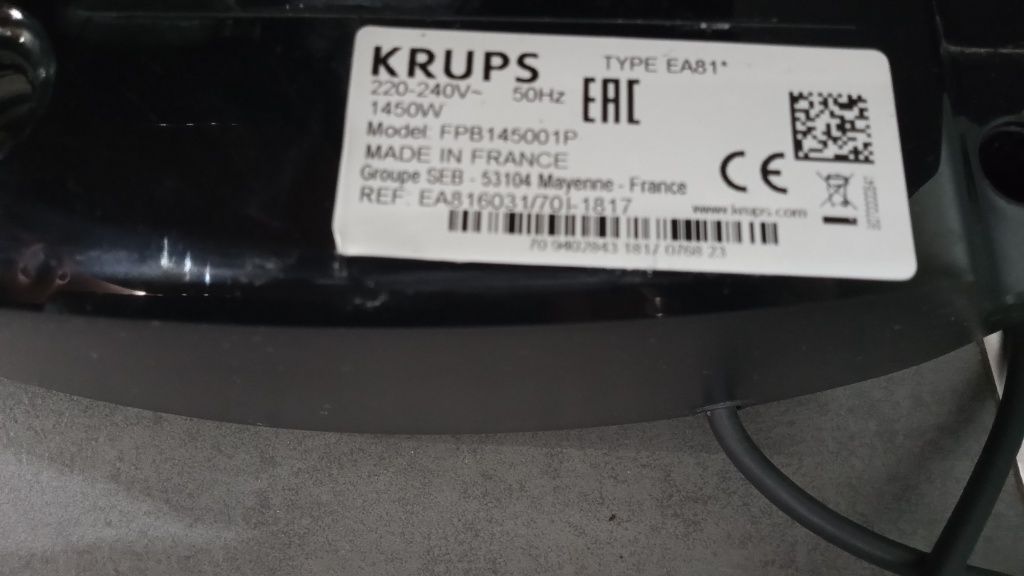 KRUPS TYPE EA81*
220-240V~ 50Hz EAC
1450W
Model: FPB145001P
MADE IN FRANCE
Groupe SEB - 53104 Mayenne - France
REF: EA816031/70I-1817
www.krups.com
CE